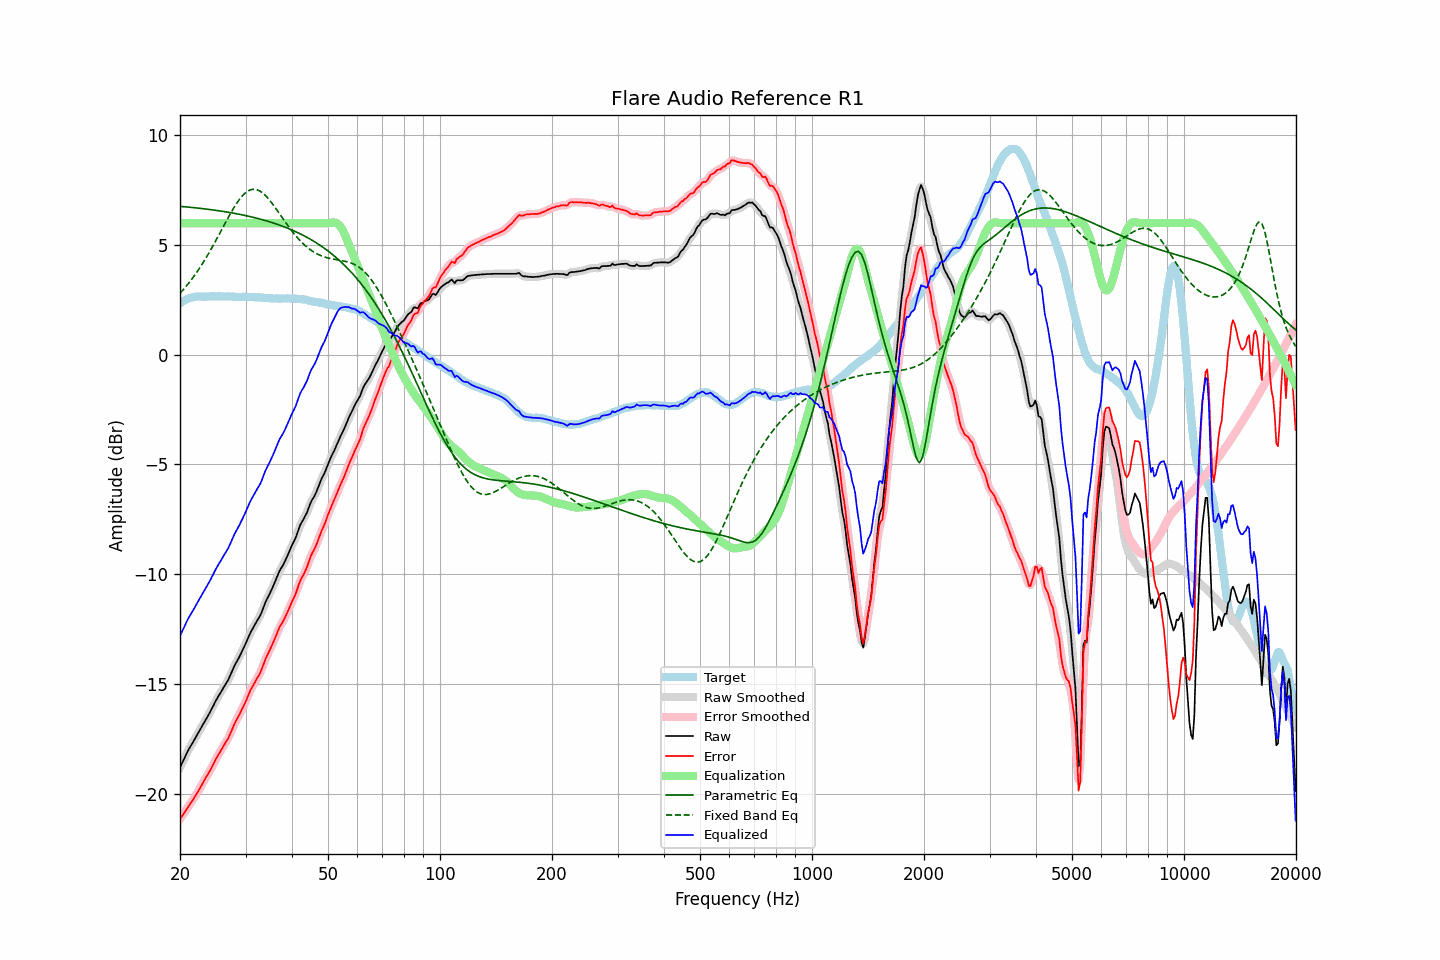 Flare Audio Reference R1
10
5
0
−5
−10
−15
−20
Amplitude (dBr)
Target
Raw Smoothed
Error Smoothed
Raw
Error
Equalization
Parametric Eq
Fixed Band Eq
Equalized
20 50 100 200 500 1000 2000 5000 10000 20000
Frequency (Hz)